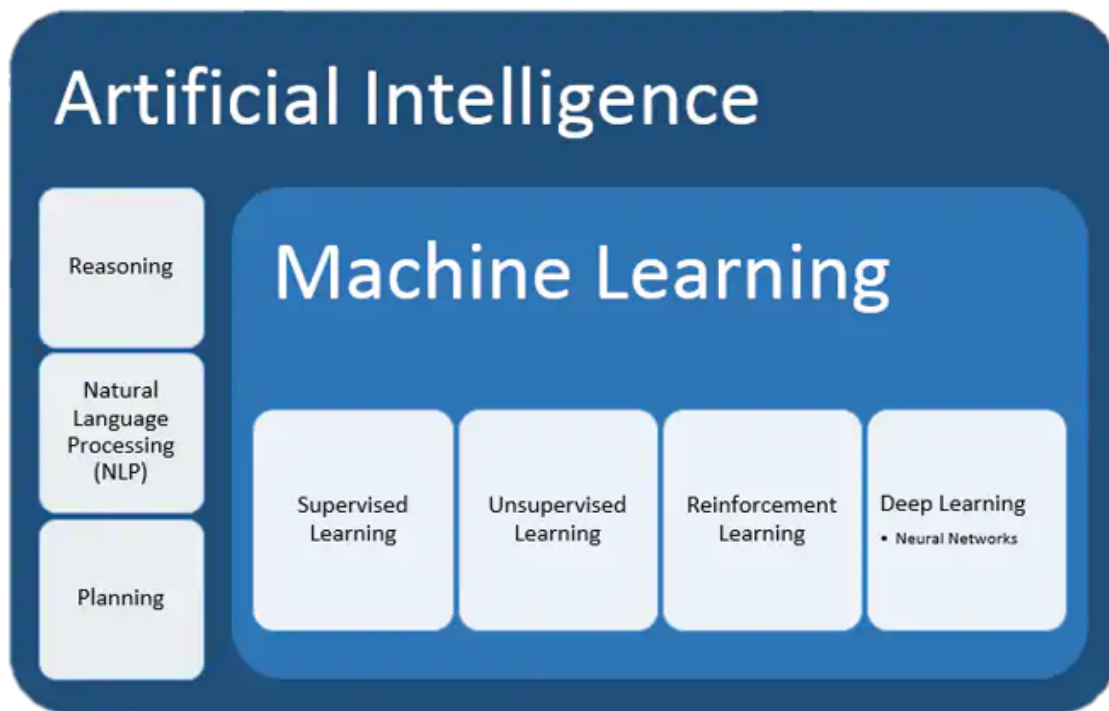 Artificial Intelligence
Reasoning
Natural
Language
Processing
(NLP)
Planning
Machine Learning
Supervised
Learning
Unsupervised
Learning
Reinforcement
Learning
Deep Learning
• Neural Networks